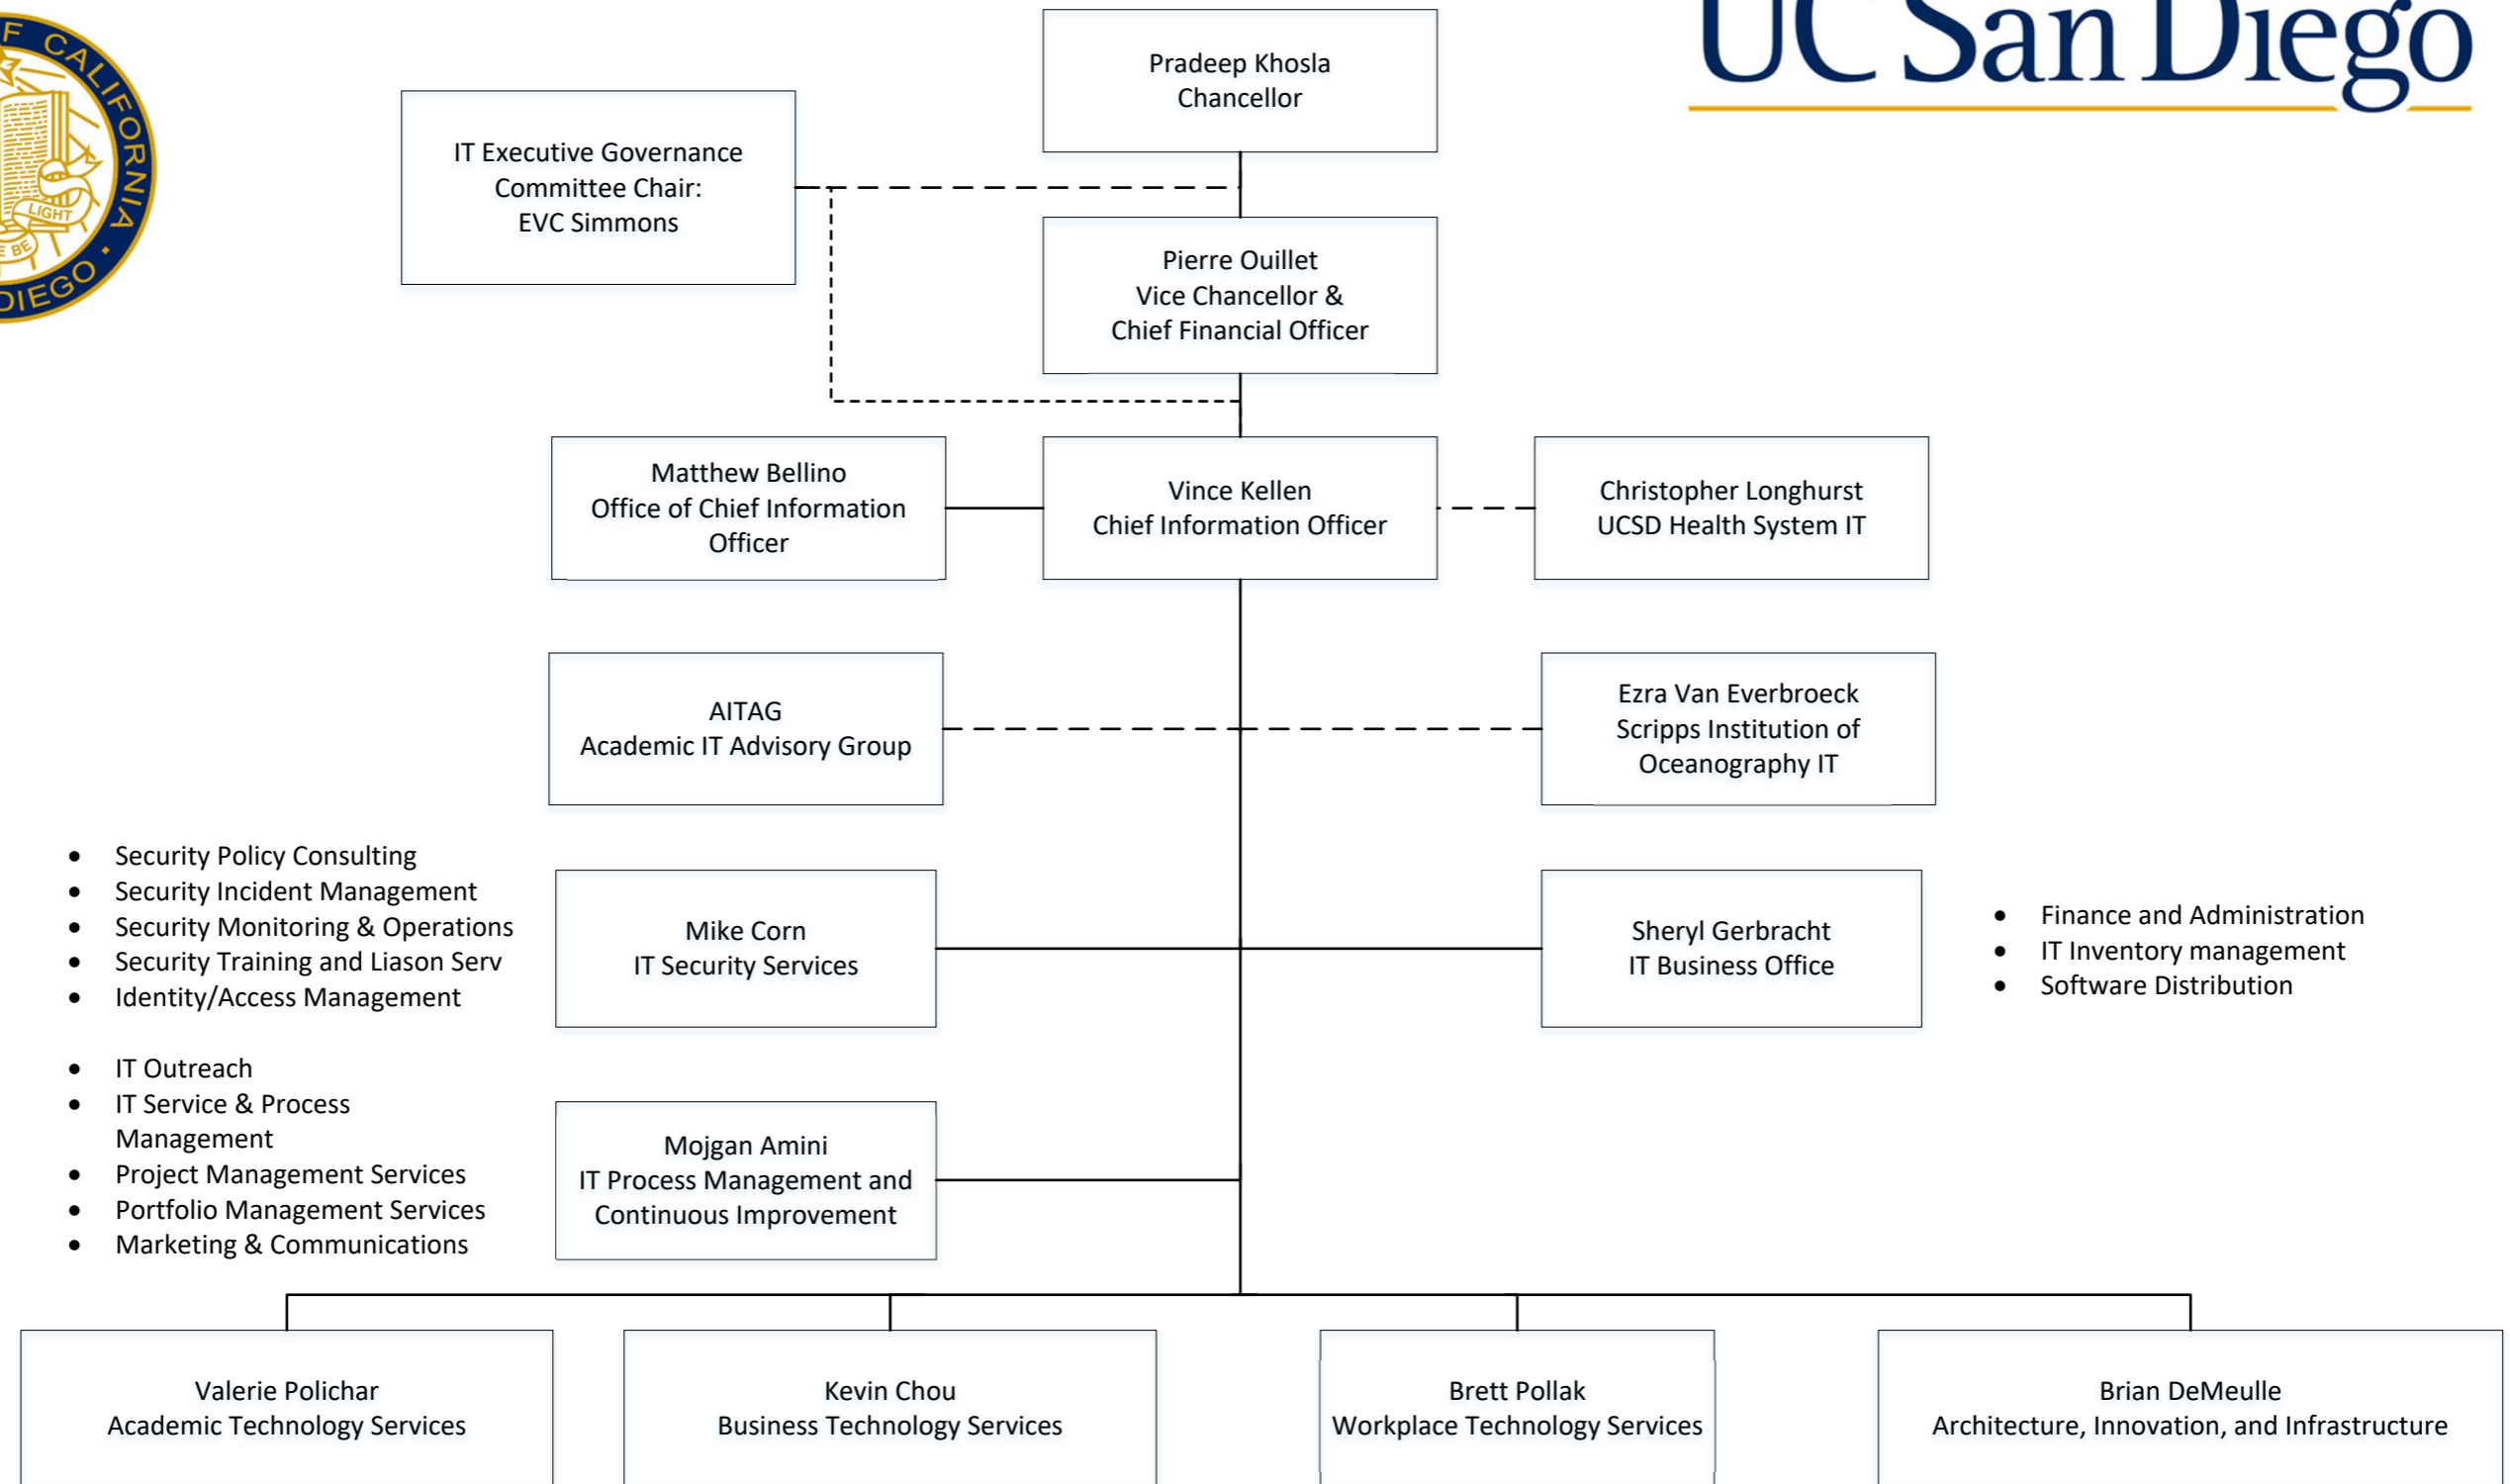 F CALIFORNIA •
DIEGO
LIGHT
E BE
UC San Diego
Pradeep Khosla
Chancellor
IT Executive Governance
Committee Chair:
EVC Simmons
Pierre Ouillet
Vice Chancellor &
Chief Financial Officer
Matthew Bellino
Office of Chief Information
Officer
Vince Kellen
Chief Information Officer
Christopher Longhurst
UCSD Health System IT
AITAG
Academic IT Advisory Group
Ezra Van Everbroeck
Scripps Institution of
Oceanography IT
• Security Policy Consulting
• Security Incident Management
• Security Monitoring & Operations
• Security Training and Liason Serv
• Identity/Access Management
Mike Corn
IT Security Services
Sheryl Gerbracht
IT Business Office
• Finance and Administration
• IT Inventory management
• Software Distribution
• IT Outreach
• IT Service & Process
Management
• Project Management Services
• Portfolio Management Services
• Marketing & Communications
Mojgan Amini
IT Process Management and
Continuous Improvement
Valerie Polichar
Academic Technology Services
Kevin Chou
Business Technology Services
Brett Pollak
Workplace Technology Services
Brian DeMeulle
Architecture, Innovation, and Infrastructure